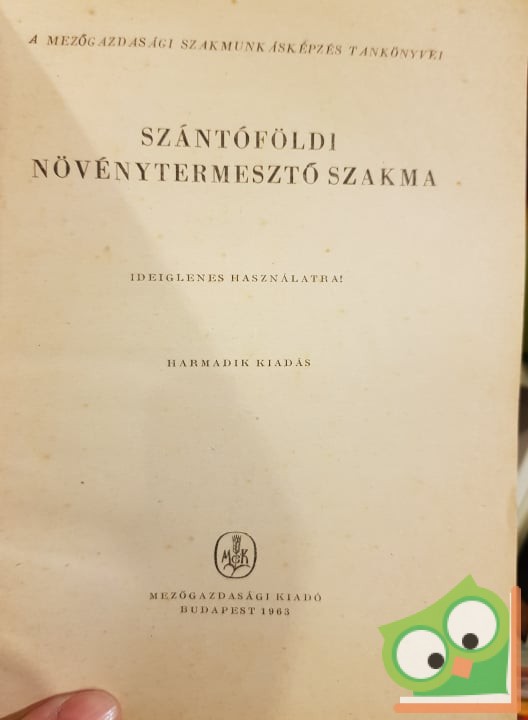 A MEZŐGAZDASÁGI SZAKMUNKÁSKÉPZÉS TANKÖNYVEI
SZÁNTÓFÖLDI
NÖVÉNYTERMESZTŐ SZAKMA
IDEIGLENES HASZNÁLATRA!
HARMADIK KIADÁS
MGK
MEZŐGAZDASÁGI KIADÓ
BUDAPEST 1963